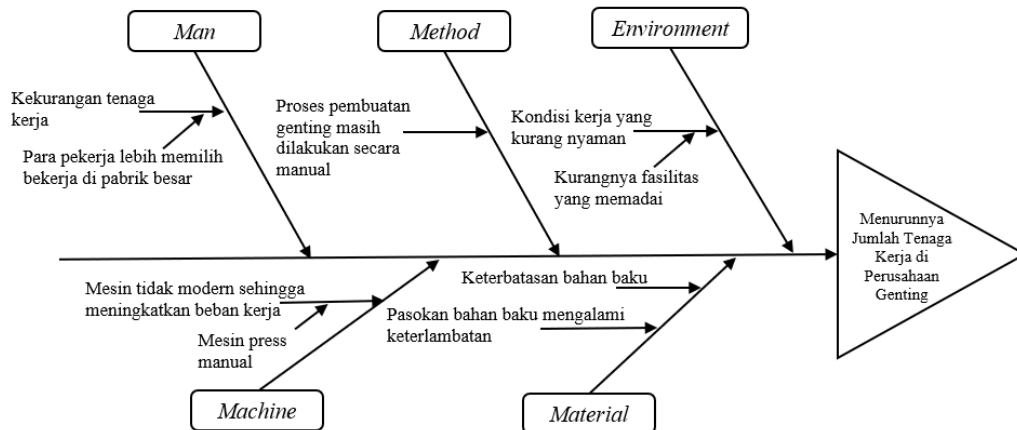 Man
Method
Environment
Kekurangan tenaga
kerja
Para pekerja lebih memilih
bekerja di pabrik besar
Proses pembuatan
genting masih
dilakukan secara
manual
Kondisi kerja yang
kurang nyaman
Kurangnya fasilitas
yang memadai
Menurunnya
Jumlah Tenaga
Kerja di
Perusahaan
Genting
Mesin tidak modern sehingga
meningkatkan beban kerja
Mesin press
manual
Keterbatasan bahan baku
Pasokan bahan baku mengalami
keterlambatan
Machine
Material